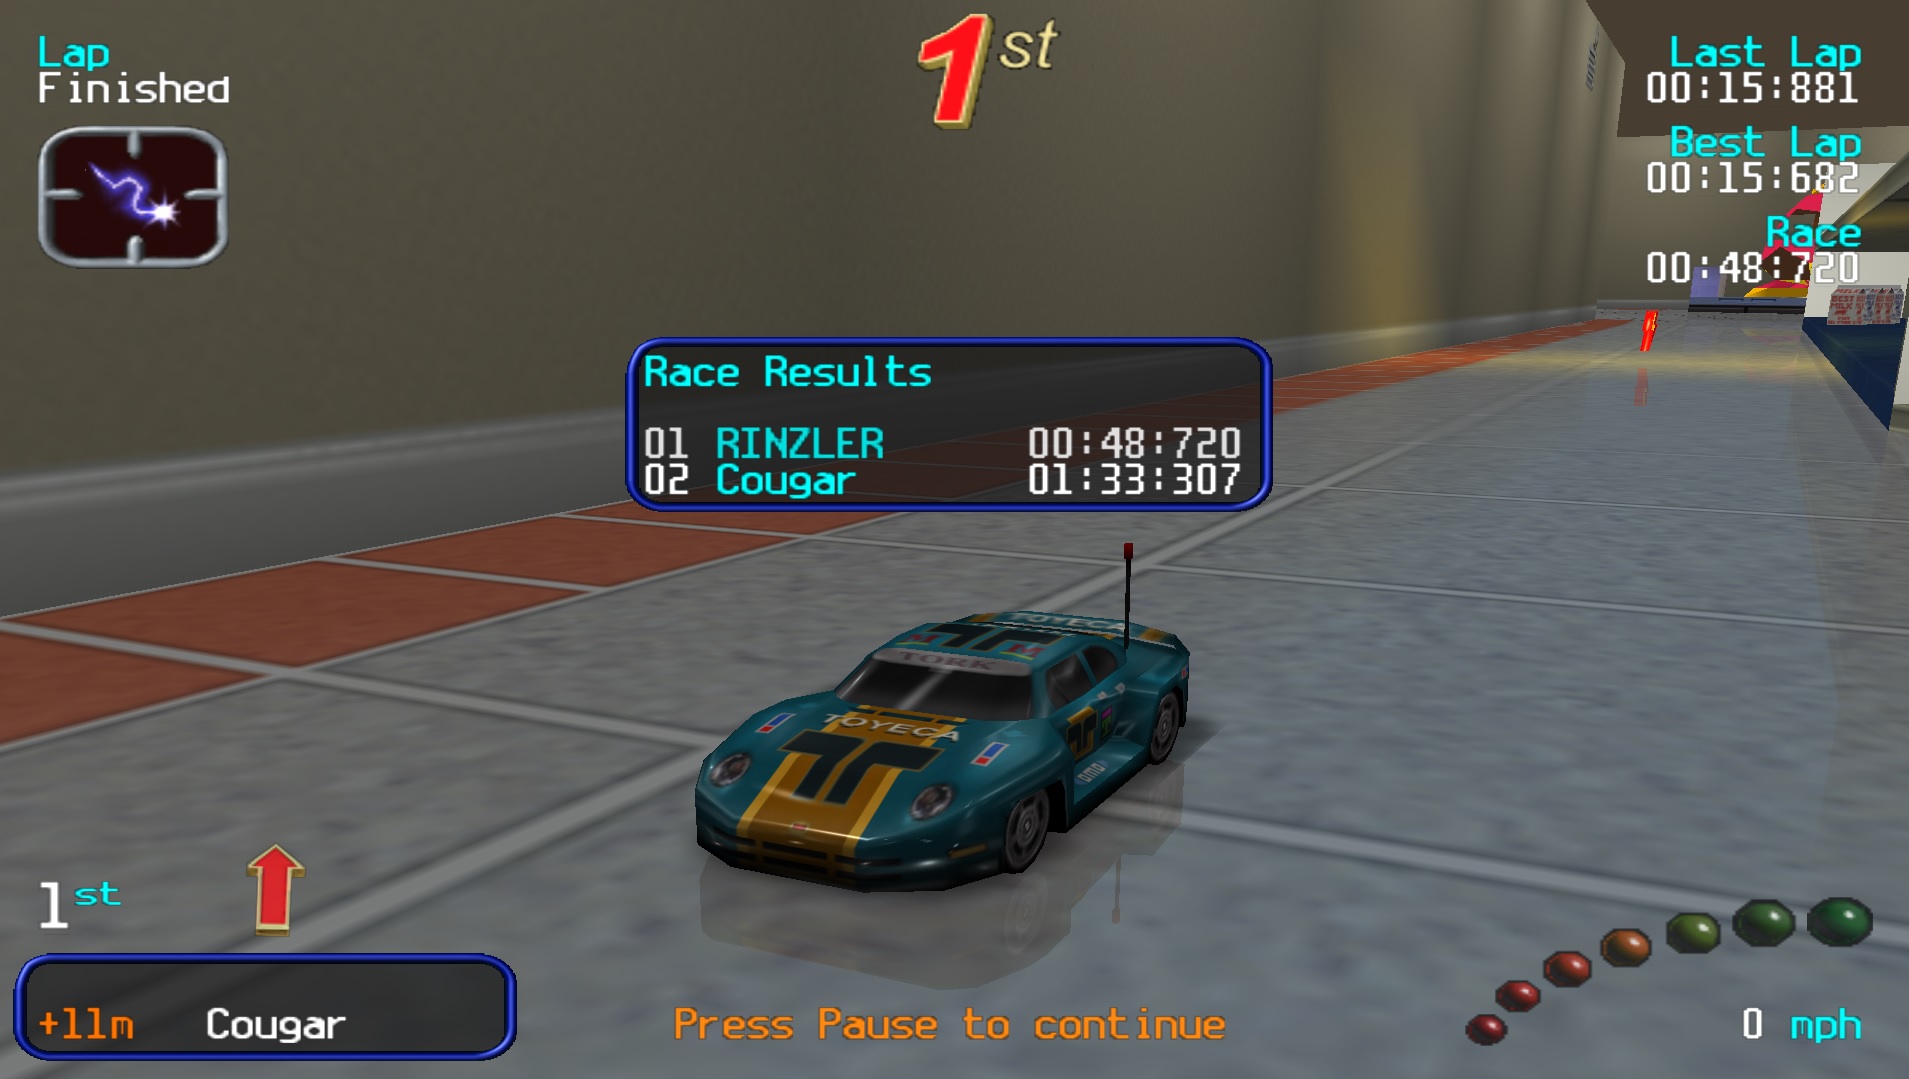 Lap
Finished
1st
Last Lap
00:15:881
Best Lap
00:15:682
Race
00:48:720
Race Results
01 RINZLER 00:48:720
02 Cougar 01:33:307
TOYECA
TORK
TOYECA
1st
+11m Cougar
Press Pause to continue
0 mph